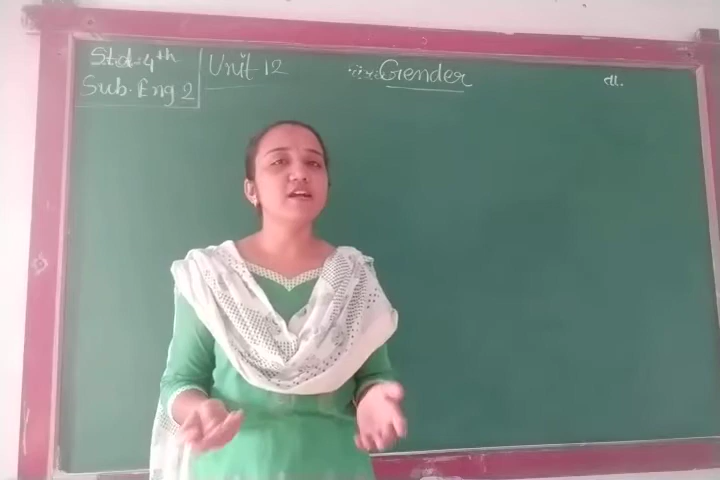 Std:-4th
Sub. Eng 2
Unit 12
Gender
તા.